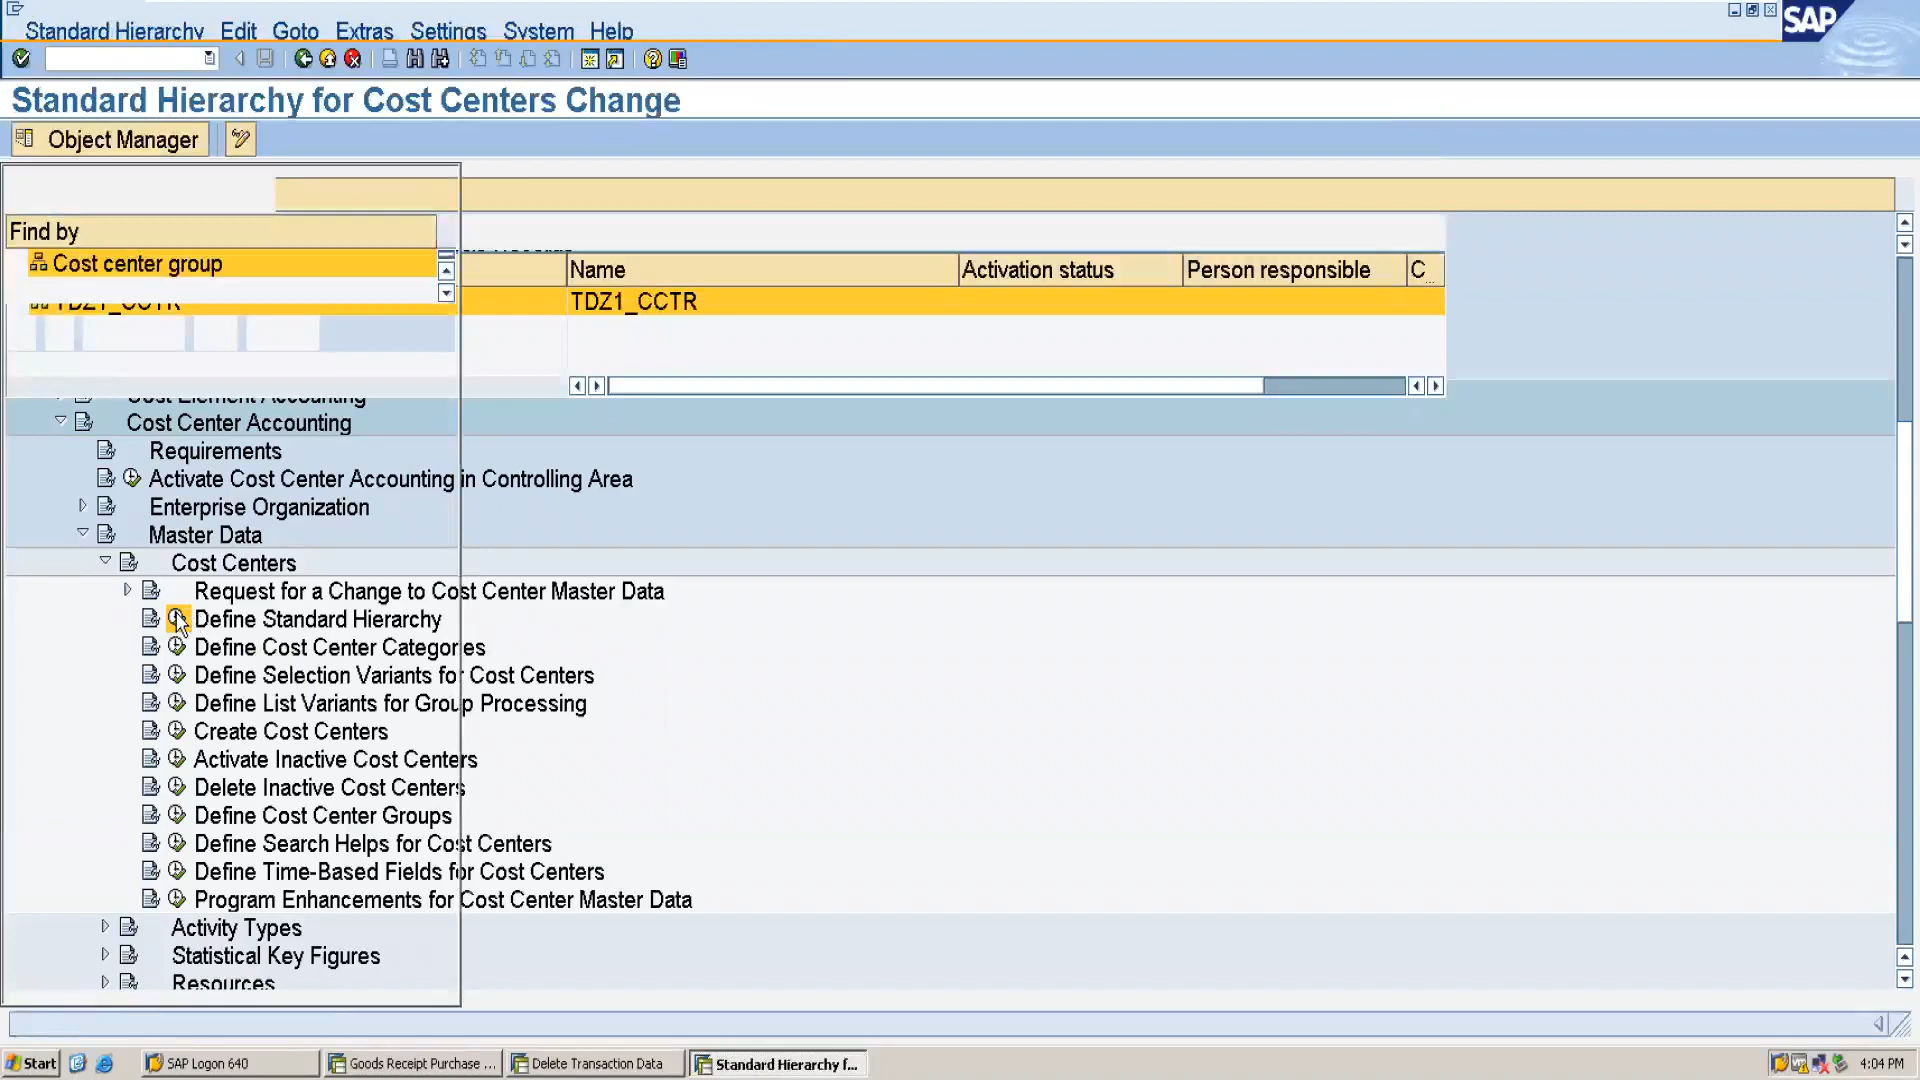 Standard Hierarchy Edit Goto Extras Settings System Help
SAP
Standard Hierarchy for Cost Centers Change
Object Manager
Find by
Cost center group
Name Activation status Person responsible C...
TDZ1_CCTR TDZ1_CCTR
Cost Element Accounting
Cost Center Accounting
Requirements
Activate Cost Center Accounting in Controlling Area
Enterprise Organization
Master Data
Cost Centers
Request for a Change to Cost Center Master Data
Define Standard Hierarchy
Define Cost Center Categories
Define Selection Variants for Cost Centers
Define List Variants for Group Processing
Create Cost Centers
Activate Inactive Cost Centers
Delete Inactive Cost Centers
Define Cost Center Groups
Define Search Helps for Cost Centers
Define Time-Based Fields for Cost Centers
Program Enhancements for Cost Center Master Data
Activity Types
Statistical Key Figures
Resources
Start SAP Logon 640 Goods Receipt Purchase ... Delete Transaction Data Standard Hierarchy f... 4:04 PM